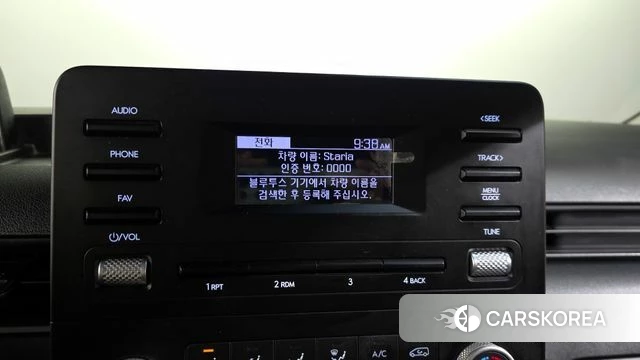 AUDIO
PHONE
FAV
⏻/VOL
전화 9:38 AM
차량 이름: Staria
인증 번호: 0000
블루투스 기기에서 차량 이름을
검색한 후 등록해 주십시오.
<SEEK
TRACK>
MENU
CLOCK
TUNE
1 RPT 2 RDM 3 4 BACK
A/C
CARSKOREA